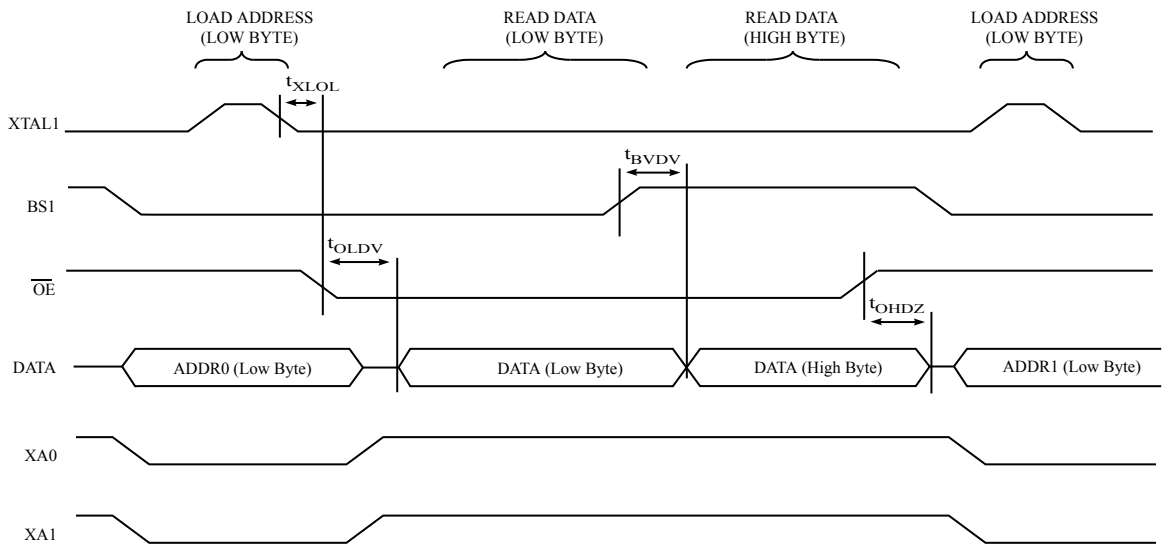 LOAD ADDRESS
(LOW BYTE)
READ DATA
(LOW BYTE)
READ DATA
(HIGH BYTE)
LOAD ADDRESS
(LOW BYTE)
tXLOL
XTAL1
tBVDV
BS1
tOLDV
OE
tOHDZ
DATA
ADDR0 (Low Byte)
DATA (Low Byte)
DATA (High Byte)
ADDR1 (Low Byte)
XA0
XA1